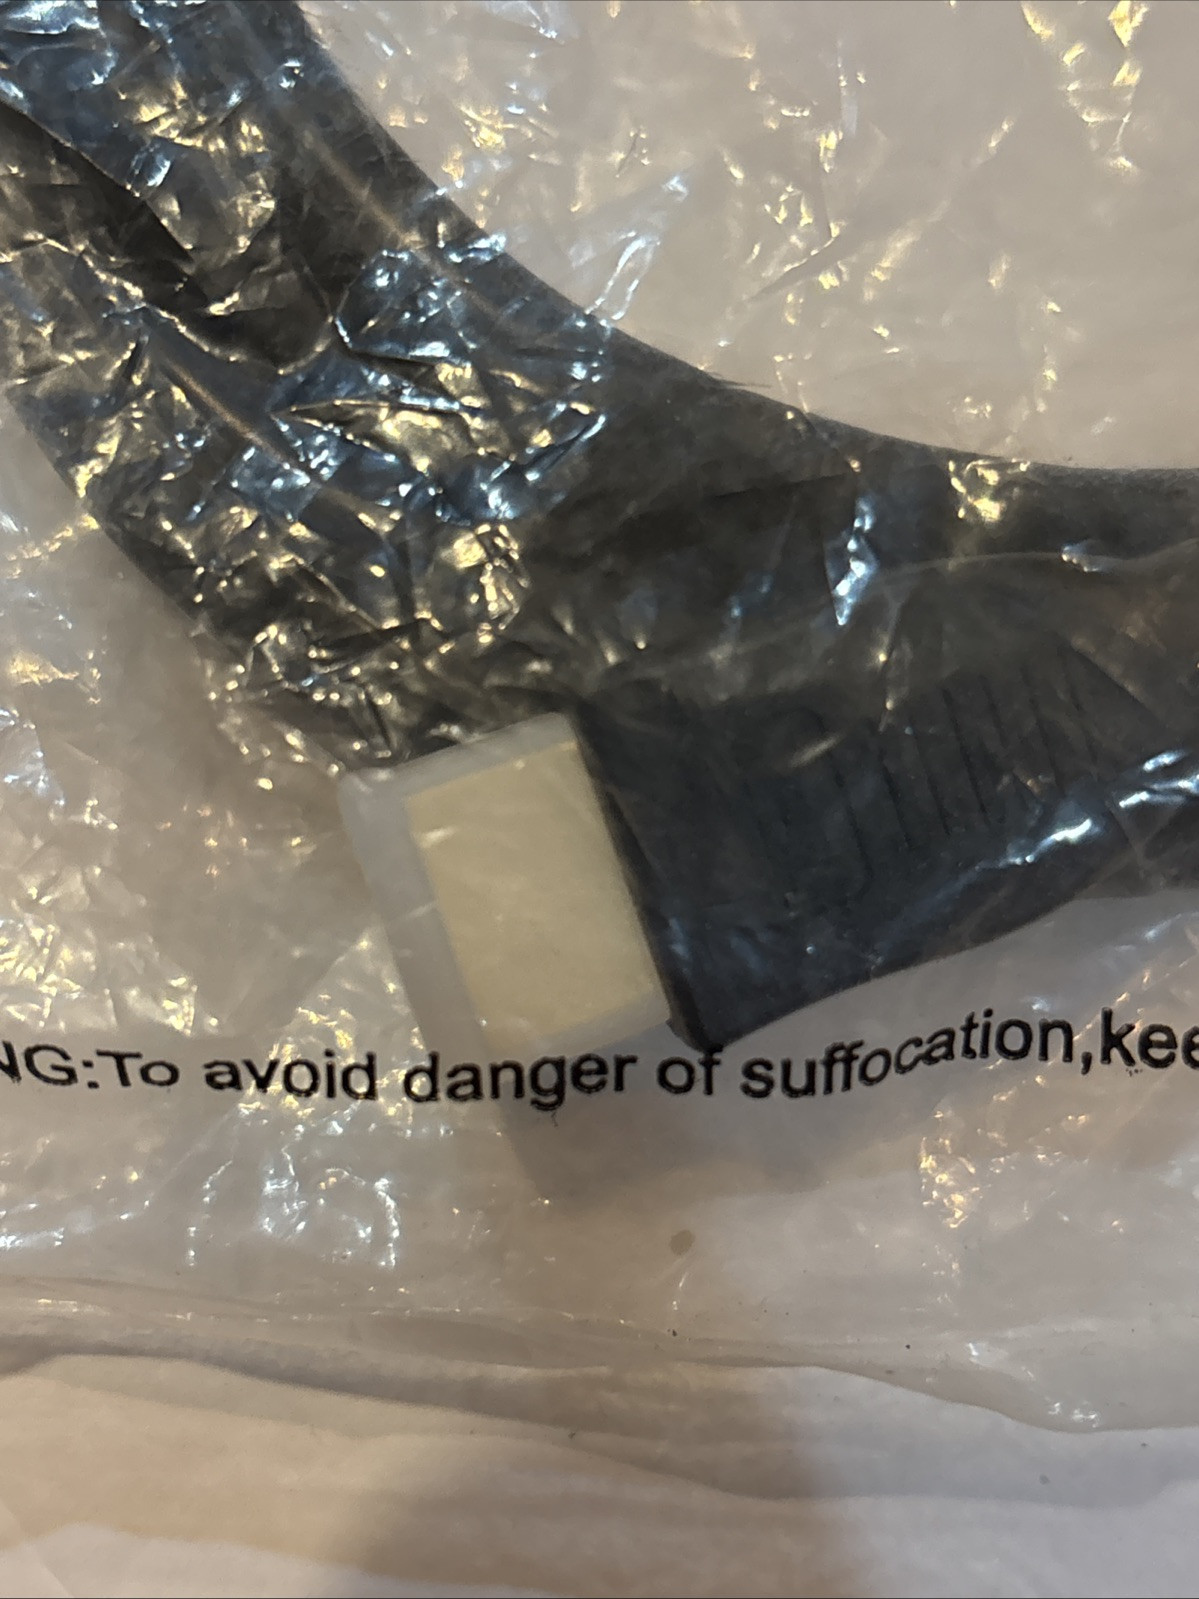 NG:To avoid danger of suffocation,kee